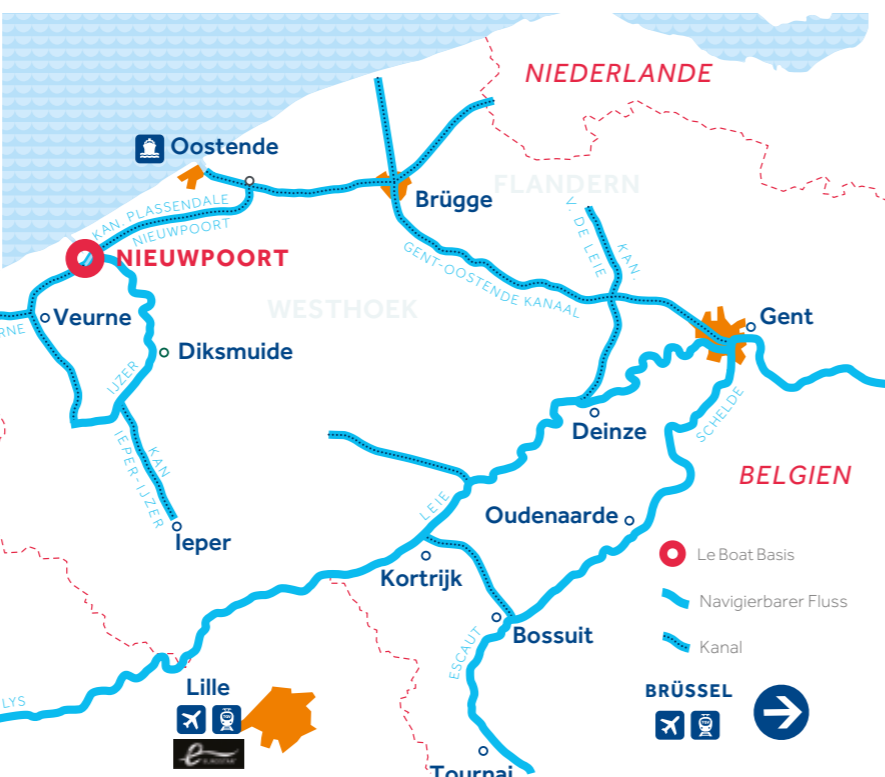 NIEDERLANDE
Oostende
FLANDERN
Brügge
KAN. PLASSENDALE
NIEUWPOORT
V. DE LEIE
KAN.
NIEUWPOORT
GENT-OOSTENDE KANAAL
WESTHOEK
Veurne
RNE
Gent
Diksmuide
IJZER
SCHELDE
Deinze
KAN
IEPER-IJZER
BELGIEN
LEIE
Oudenaarde
Ieper
Le Boat Basis
Kortrijk
Navigierbarer Fluss
Bossuit
ESCAUT
Kanal
Lille
LYS
BRÜSSEL
Tournai